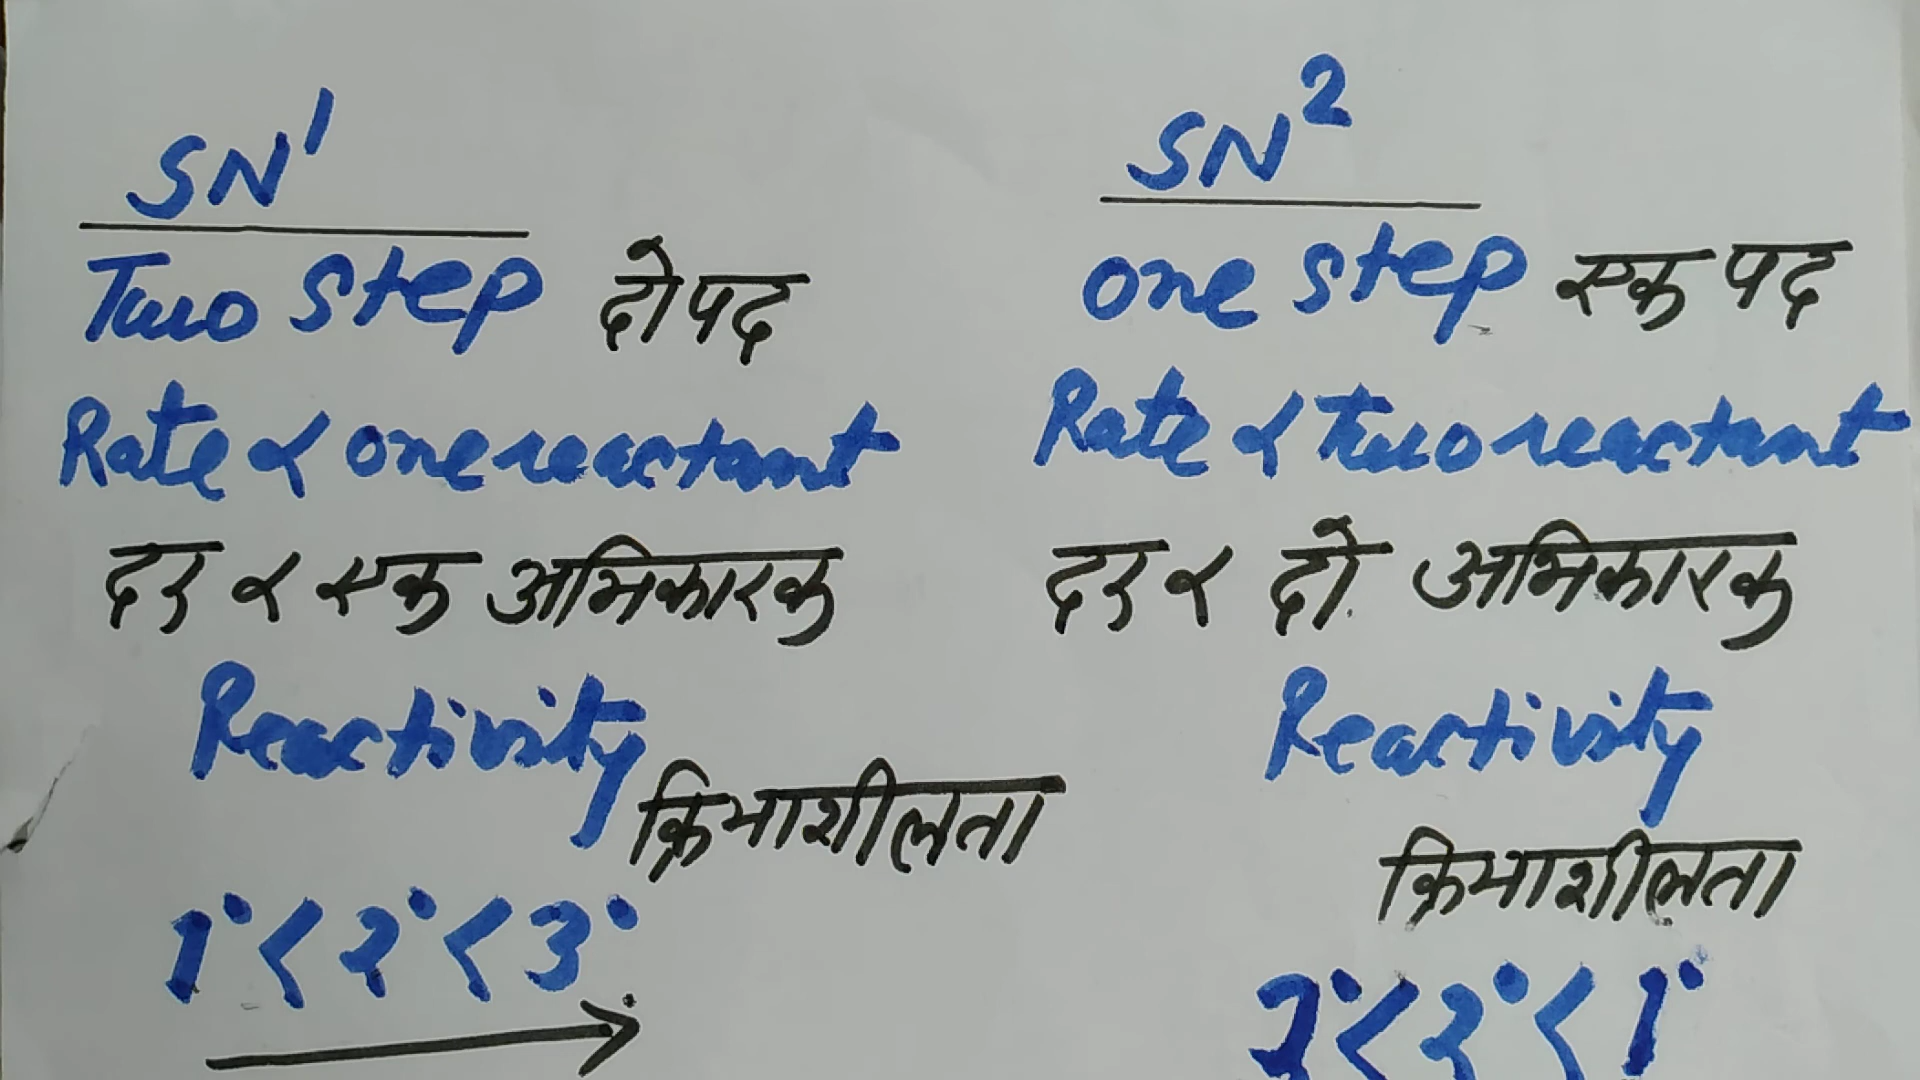 SN¹
Two step दो पद
Rate α one reactant
दर α एक अभिकारक
Reactivity
क्रियाशीलता
1° < 2° < 3°
SN²
one step एक पद
Rate α Two reactant
दर α दो अभिकारक
Reactivity
क्रियाशीलता
3° < 2° < 1°